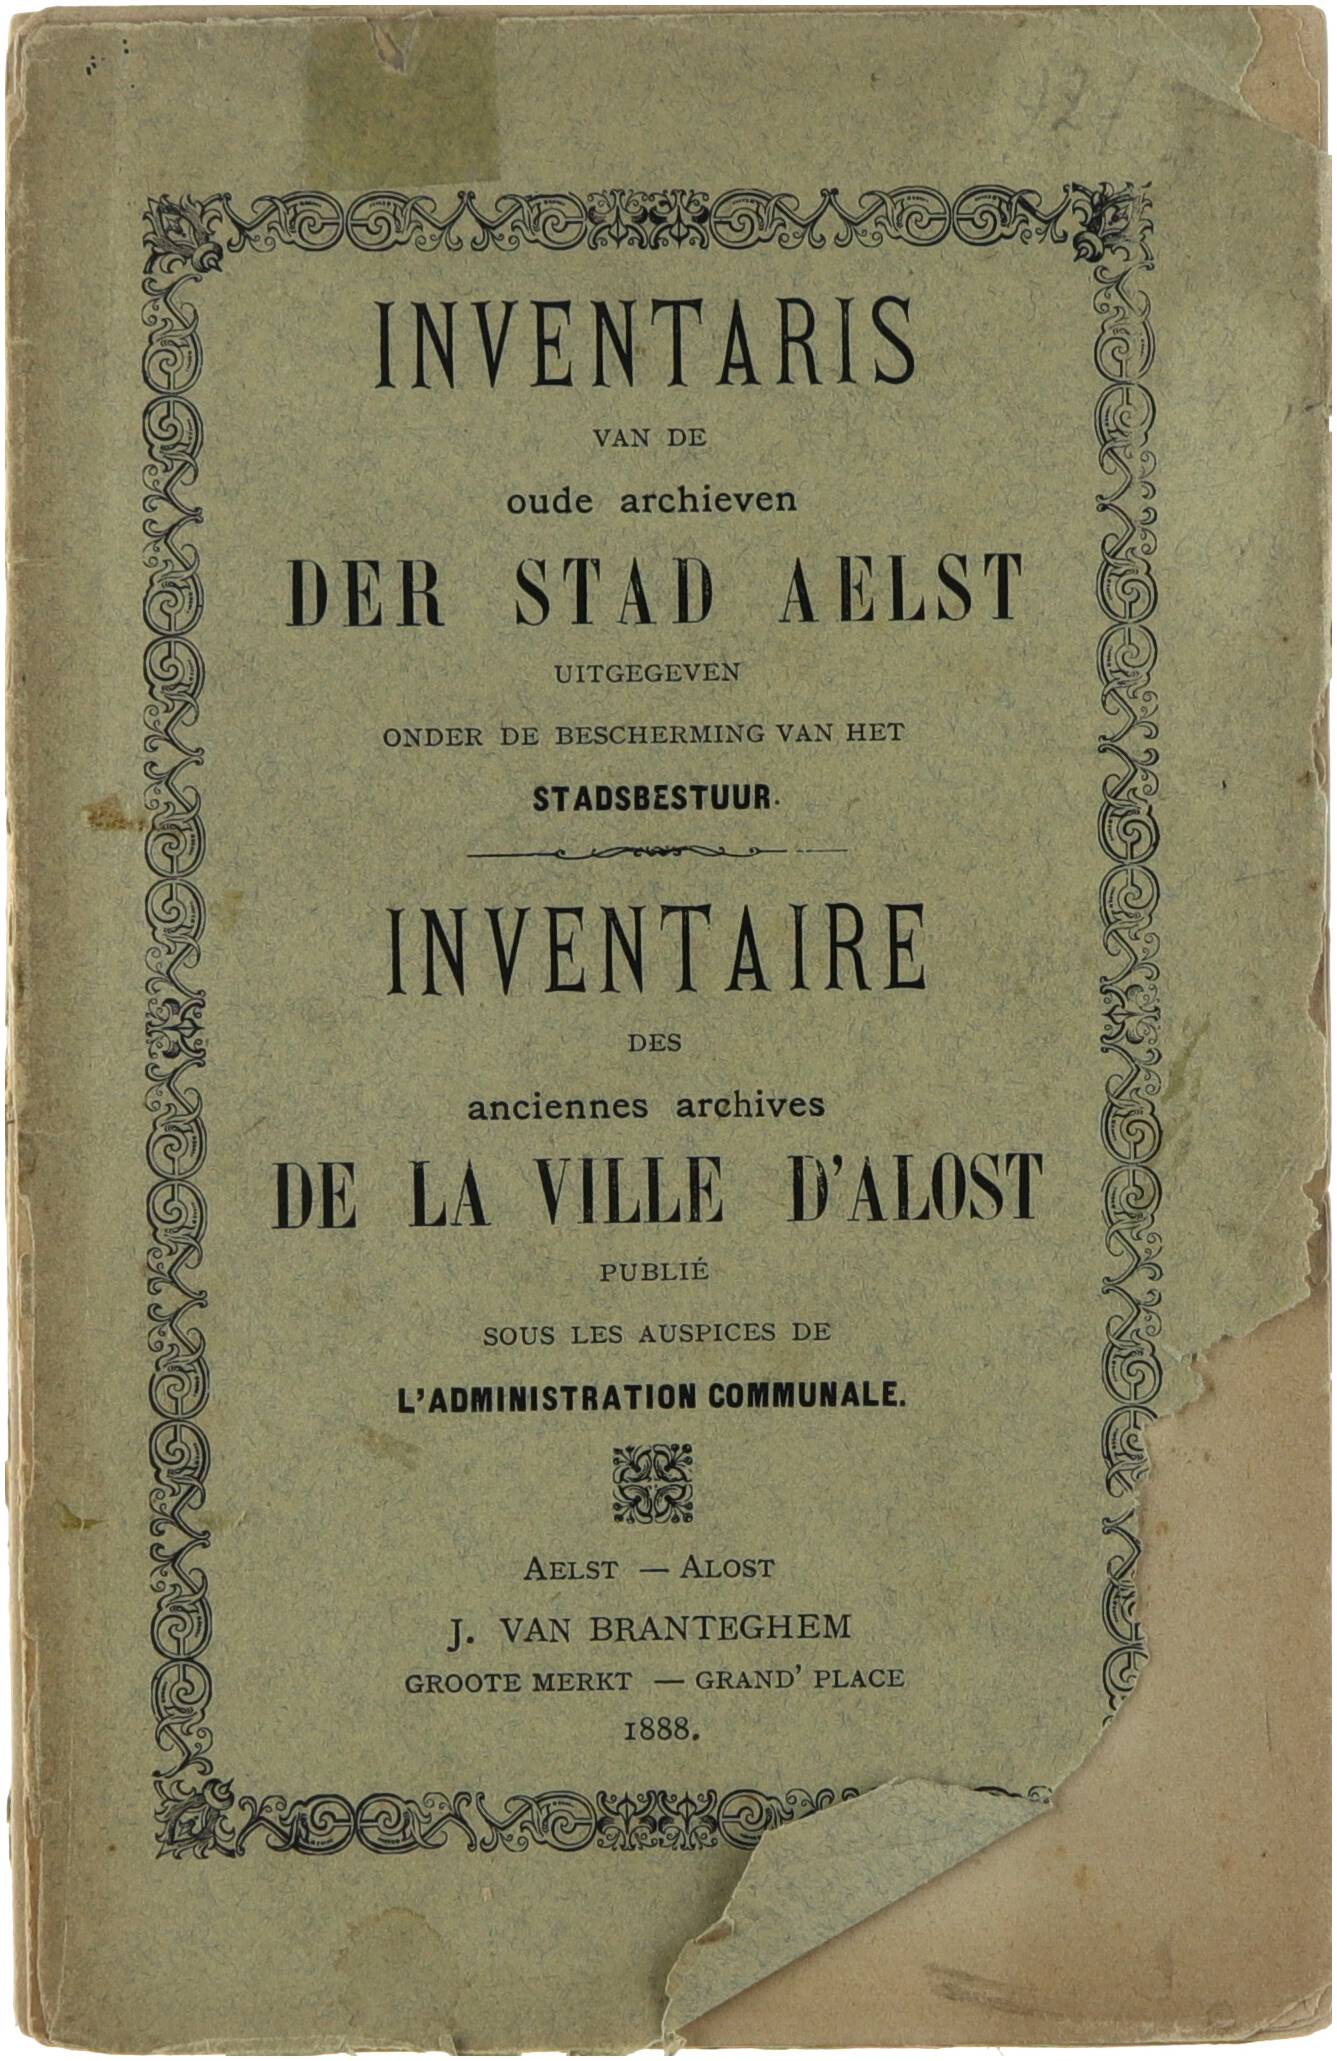 INVENTARIS
VAN DE
oude archieven
DER STAD AELST
UITGEGEVEN
ONDER DE BESCHERMING VAN HET
STADSBESTUUR.
INVENTAIRE
DES
anciennes archives
DE LA VILLE D'ALOST
PUBLIÉ
SOUS LES AUSPICES DE
L'ADMINISTRATION COMMUNALE.
AELST — ALOST
J. VAN BRANTEGHEM
GROOTE MERKT — GRAND' PLACE
1888.